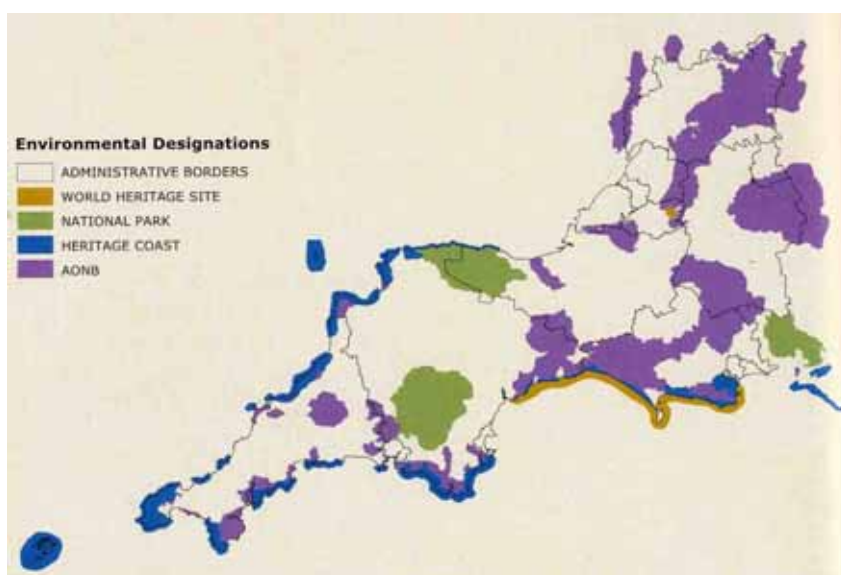 Environmental Designations
ADMINISTRATIVE BORDERS
WORLD HERITAGE SITE
NATIONAL PARK
HERITAGE COAST
AONB